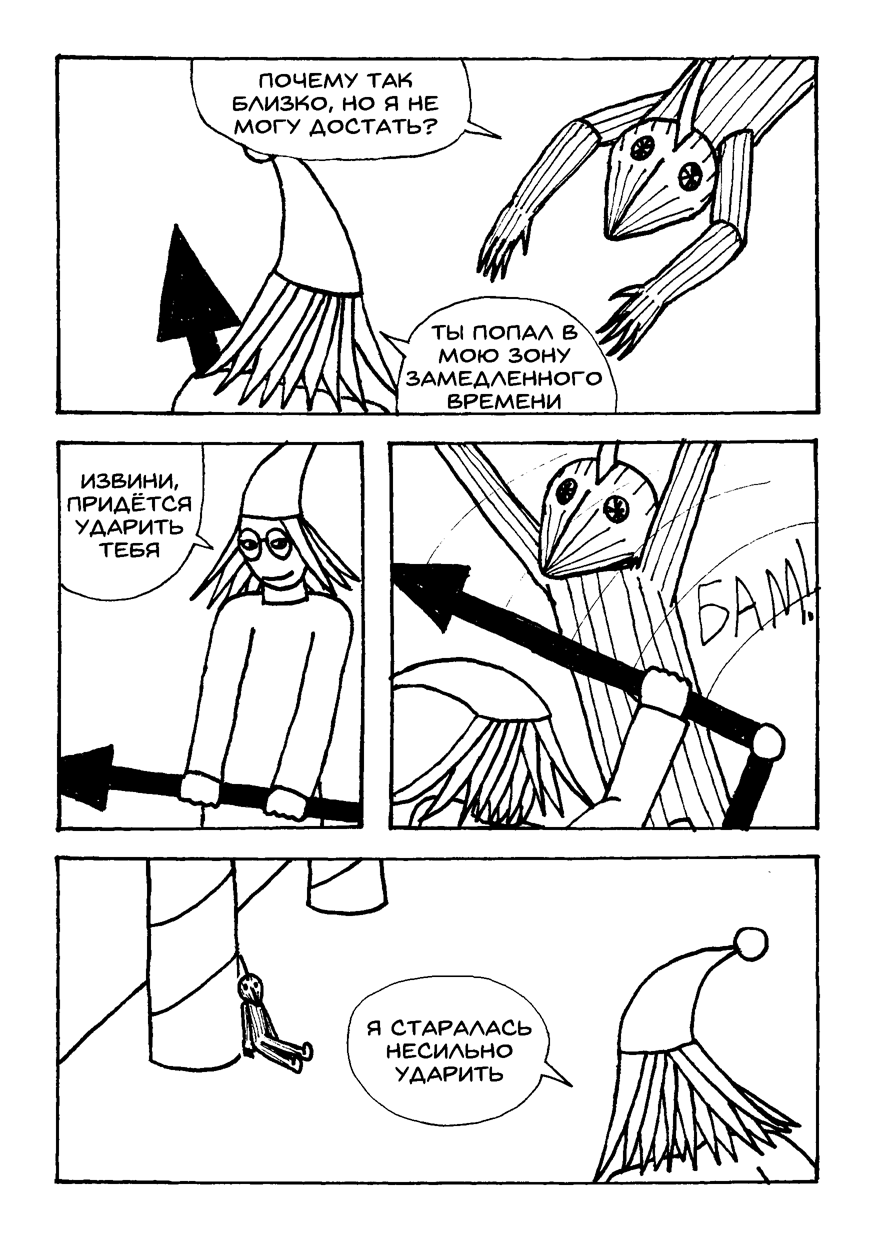 ПОЧЕМУ ТАК
БЛИЗКО, НО Я НЕ
МОГУ ДОСТАТЬ?
ТЫ ПОПАЛ В
МОЮ ЗОНУ
ЗАМЕДЛЕННОГО
ВРЕМЕНИ
ИЗВИНИ,
ПРИДЁТСЯ
УДАРИТЬ
ТЕБЯ
БАМ!
Я СТАРАЛАСЬ
НЕСИЛЬНО
УДАРИТЬ